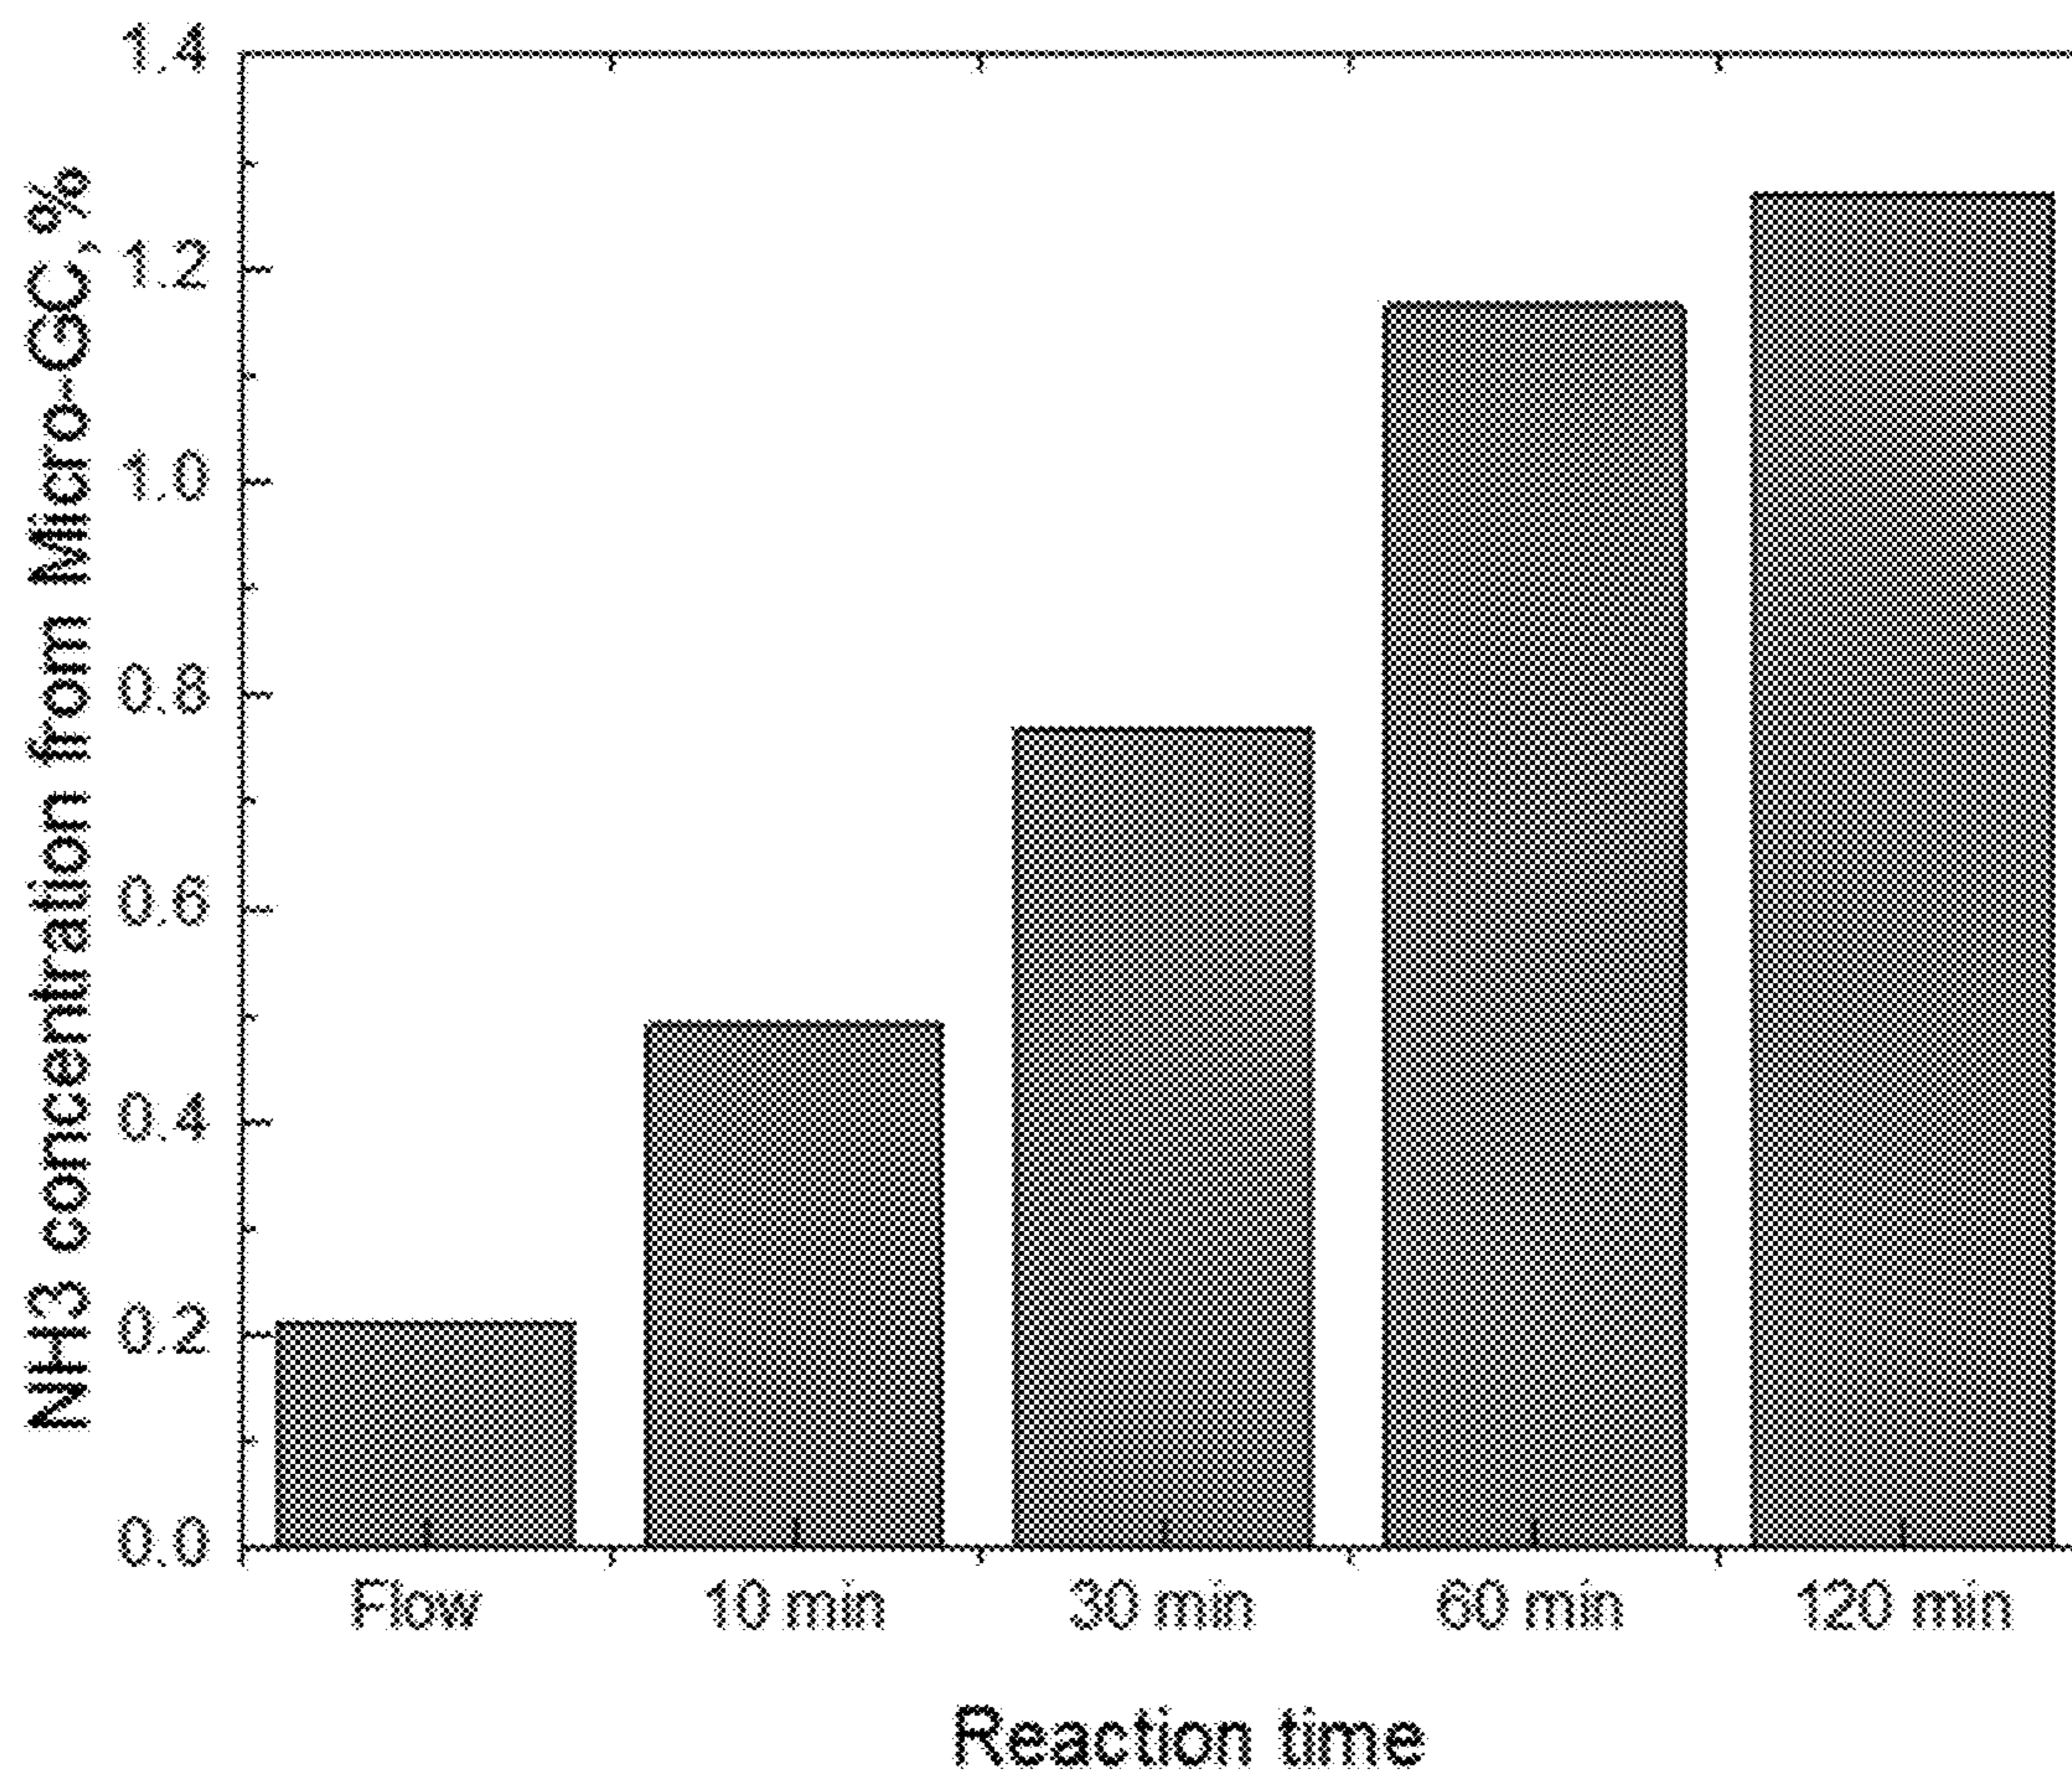 NH3 concentration from Micro-GC,%
1.4
1.2
1.0
0.8
0.6
0.4
0.2
0.0
Flow 10 min 30 min 60 min 120 min
Reaction time